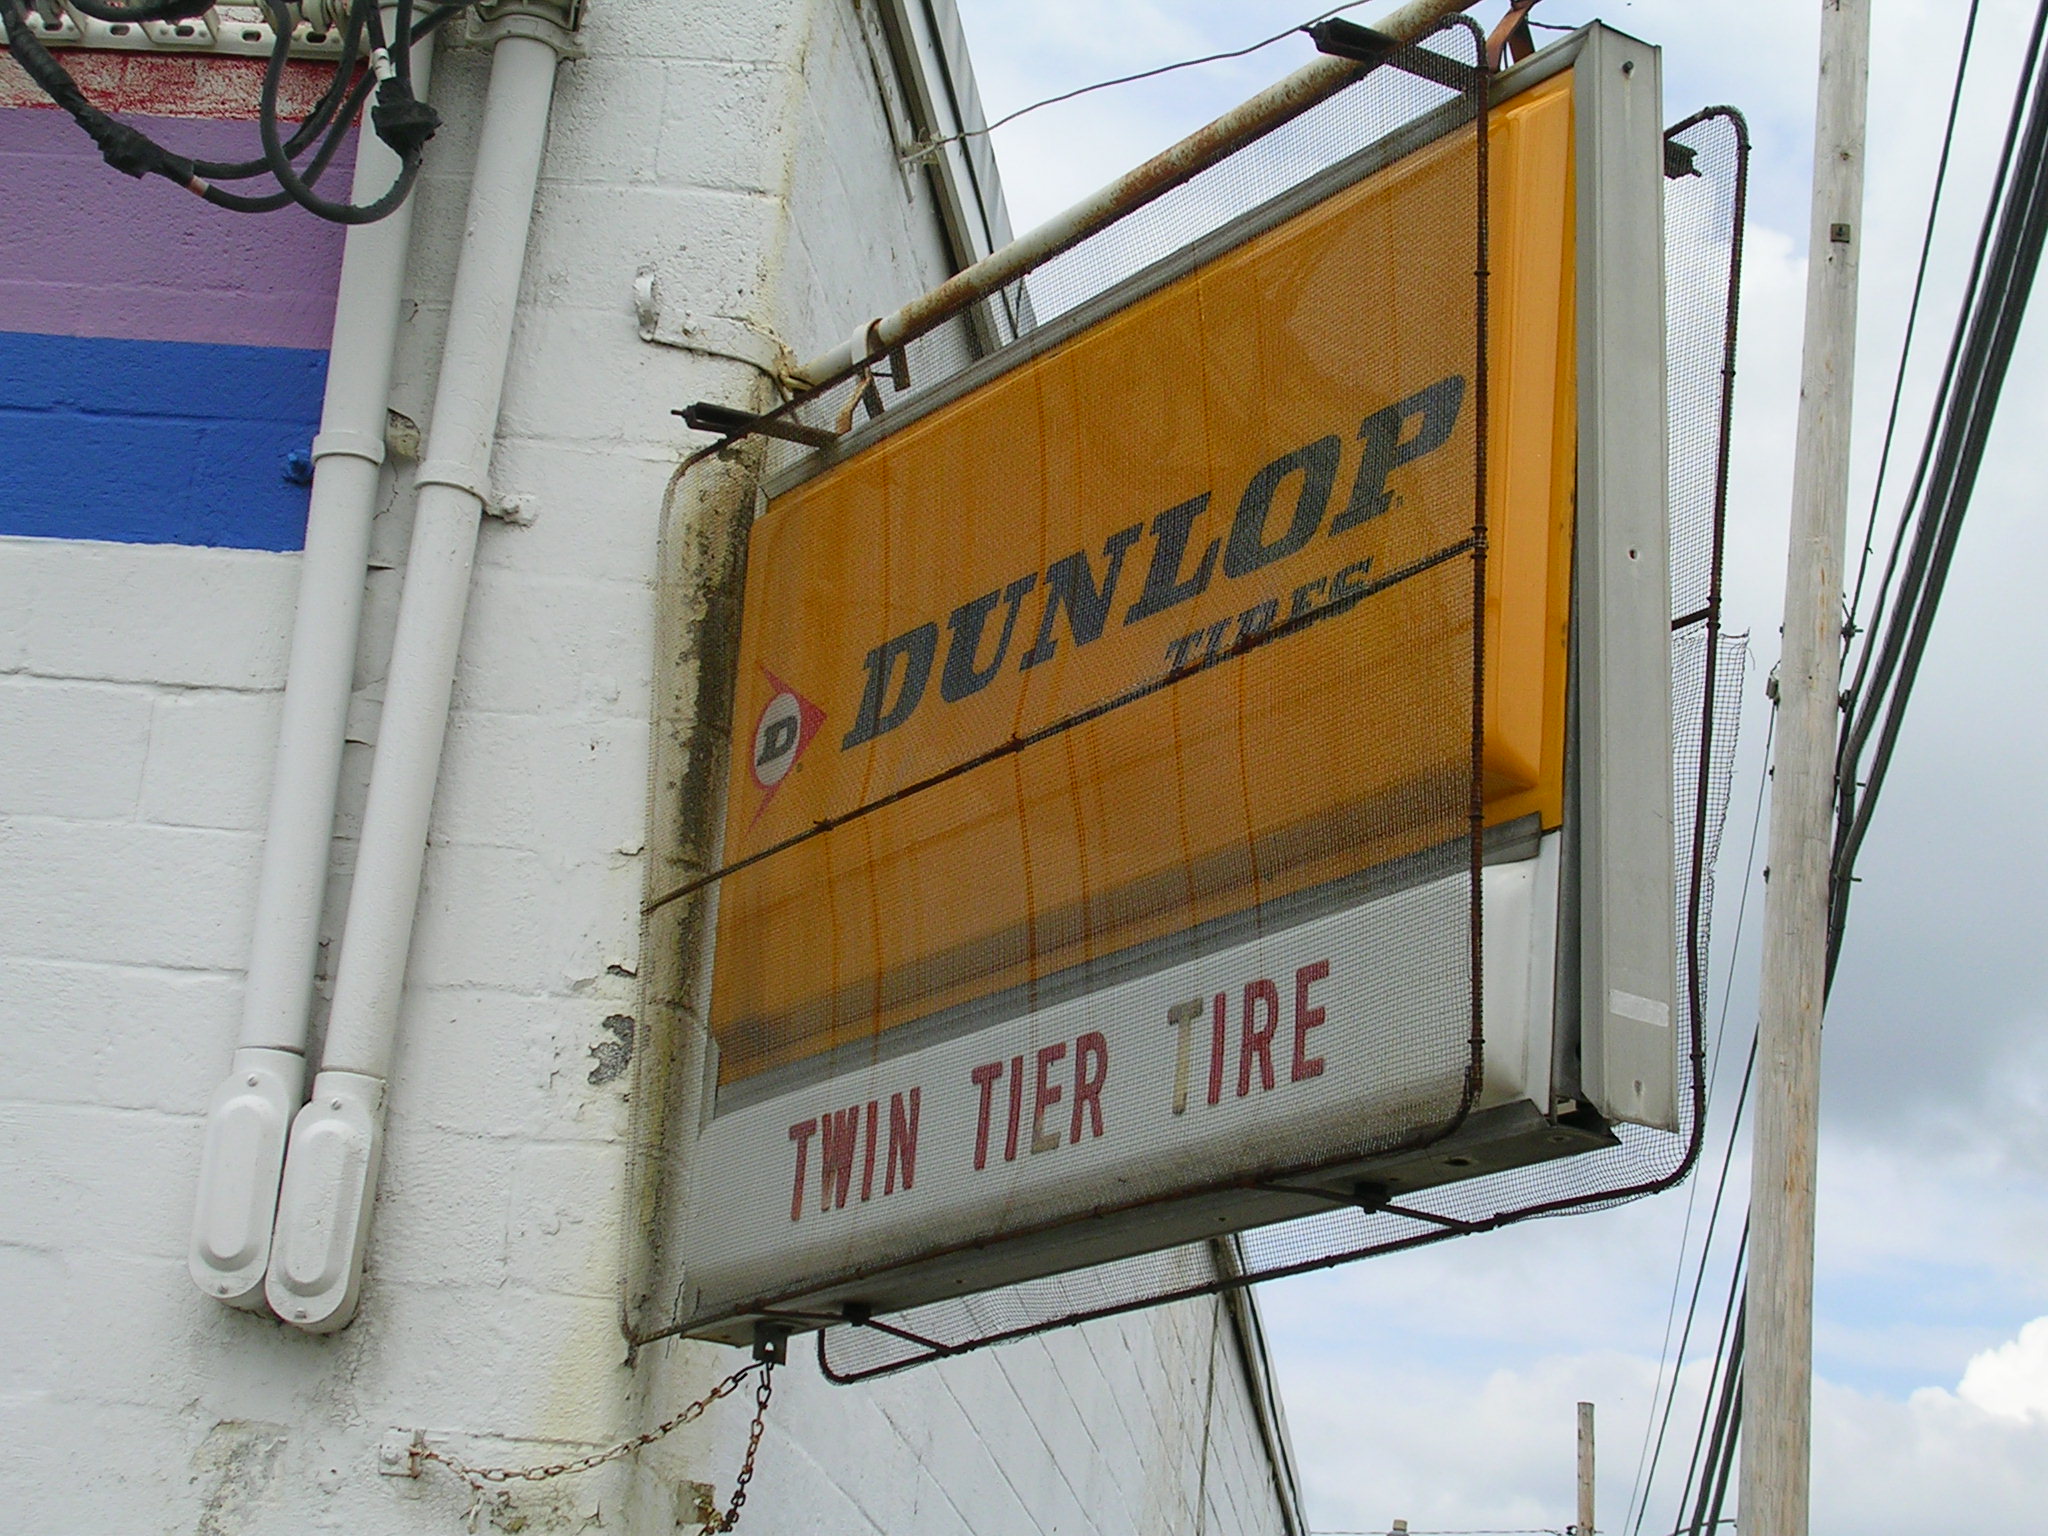 D DUNLOP
TIRES
TWIN TIER TIRE